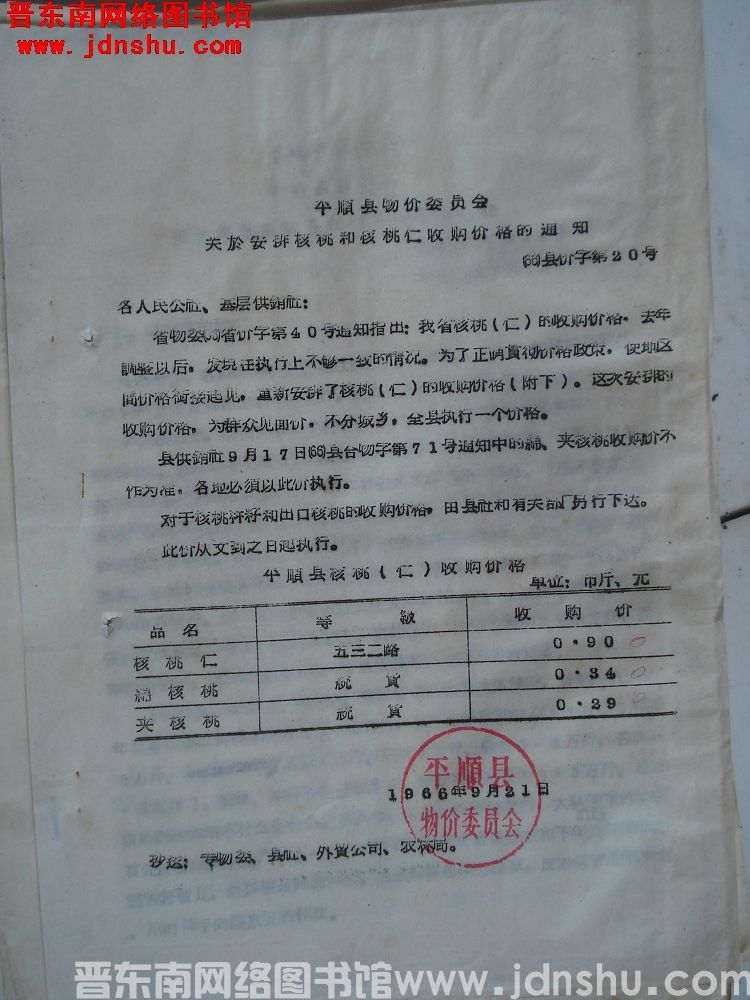 晋东南网络图书馆
www.jdnshu.com
平順县物价委员会
关於安排核桃和核桃仁收购价格的通知
(66)县价字第20号
各人民公社、基层供銷社：
省物委(66)省价字第40号通知指出：我省核桃(仁)的收购价格，去年
調整以后，发現在执行上不够一致的情况。为了正确貫彻价格政策，使地区
間价格衔接起見，重新安排了核桃(仁)的收购价格(附下)。这次安排的
收购价格，为群众见面价，不分城乡，全县执行一个价格。
县供銷社9月17日(66)县合物字第71号通知中的綿、夹核桃收购价不
作为准，各地必須以此价执行。
对于核桃种籽和出口核桃的收购价格，由县社和有关部门另行下达。
此价从文到之日起执行。
平順县核桃(仁)收购价格
单位：市斤、元
品名 等級 收购价
核桃仁 五三二路 0.90
綿核桃 統貨 0.34
夹核桃 統貨 0.29
平順县
1966年9月21日
物价委员会
抄送：专物委、县社、外貿公司、农林局。
晋东南网络图书馆www.jdnshu.com